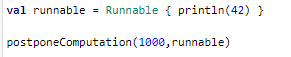 val runnable = Runnable { println(42) }
postponeComputation(1000,runnable)